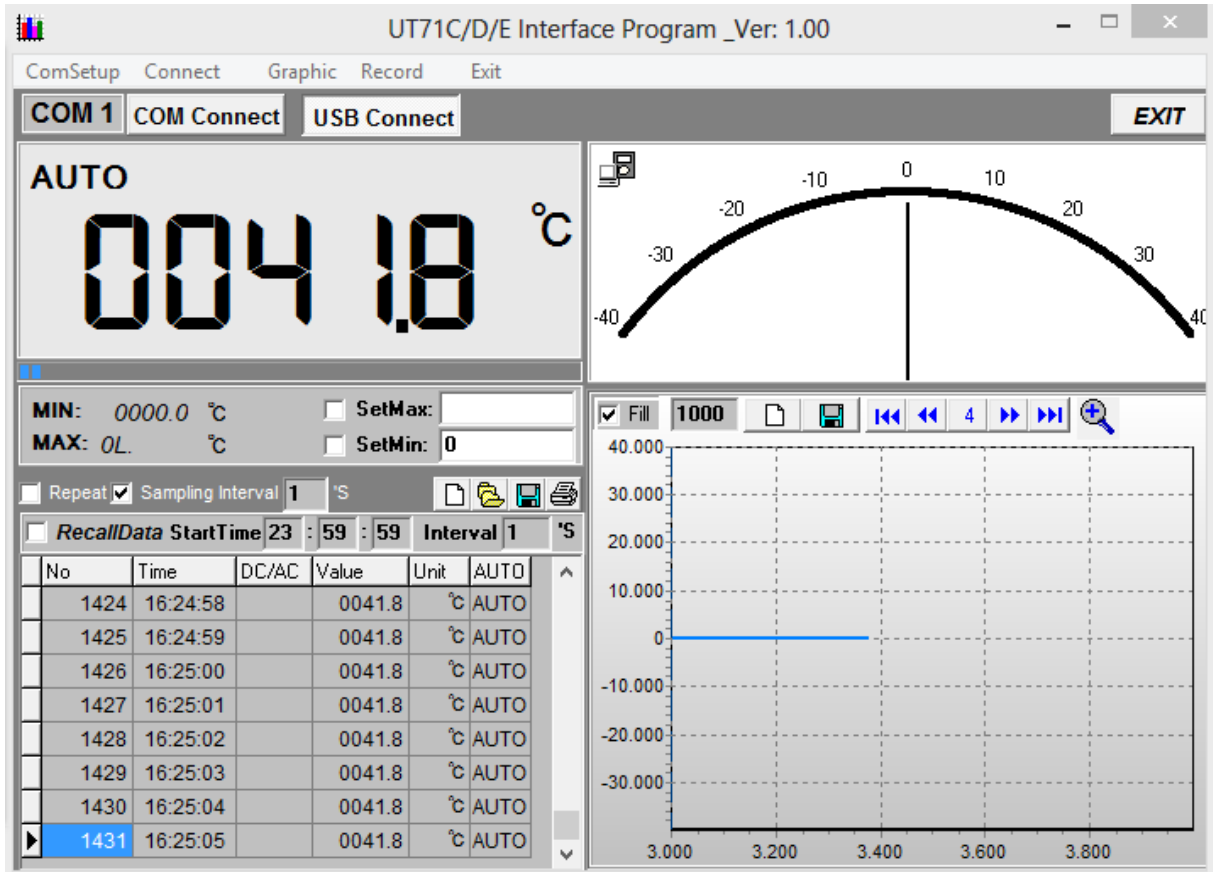 UT71C/D/E Interface Program _Ver: 1.00
ComSetup Connect Graphic Record Exit
COM 1 COM Connect USB Connect EXIT
AUTO
0041.8 °C
MIN: 0000.0 °C SetMax:
MAX: 0L. °C SetMin: 0
Repeat Sampling Interval 1 'S
RecallData StartTime 23 : 59 : 59 Interval 1 'S
No Time DC/AC Value Unit AUTO
1424 16:24:58 0041.8 °C AUTO
1425 16:24:59 0041.8 °C AUTO
1426 16:25:00 0041.8 °C AUTO
1427 16:25:01 0041.8 °C AUTO
1428 16:25:02 0041.8 °C AUTO
1429 16:25:03 0041.8 °C AUTO
1430 16:25:04 0041.8 °C AUTO
1431 16:25:05 0041.8 °C AUTO
-40 -30 -20 -10 0 10 20 30 40
Fill 1000 4
40.000
30.000
20.000
10.000
0
-10.000
-20.000
-30.000
3.000 3.200 3.400 3.600 3.800